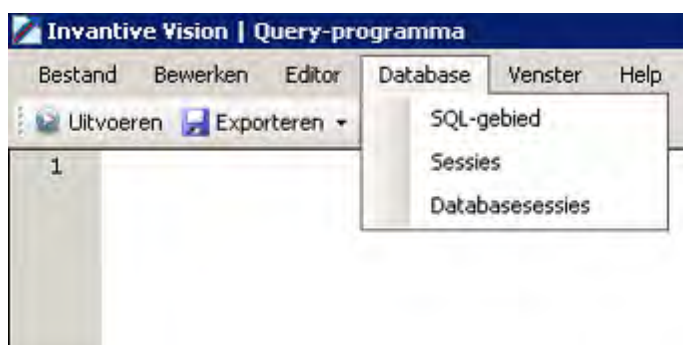 Invantive Vision | Query-programma
Bestand Bewerken Editor Database Venster Help
Uitvoeren Exporteren
SQL-gebied
1
Sessies
Databasesessies